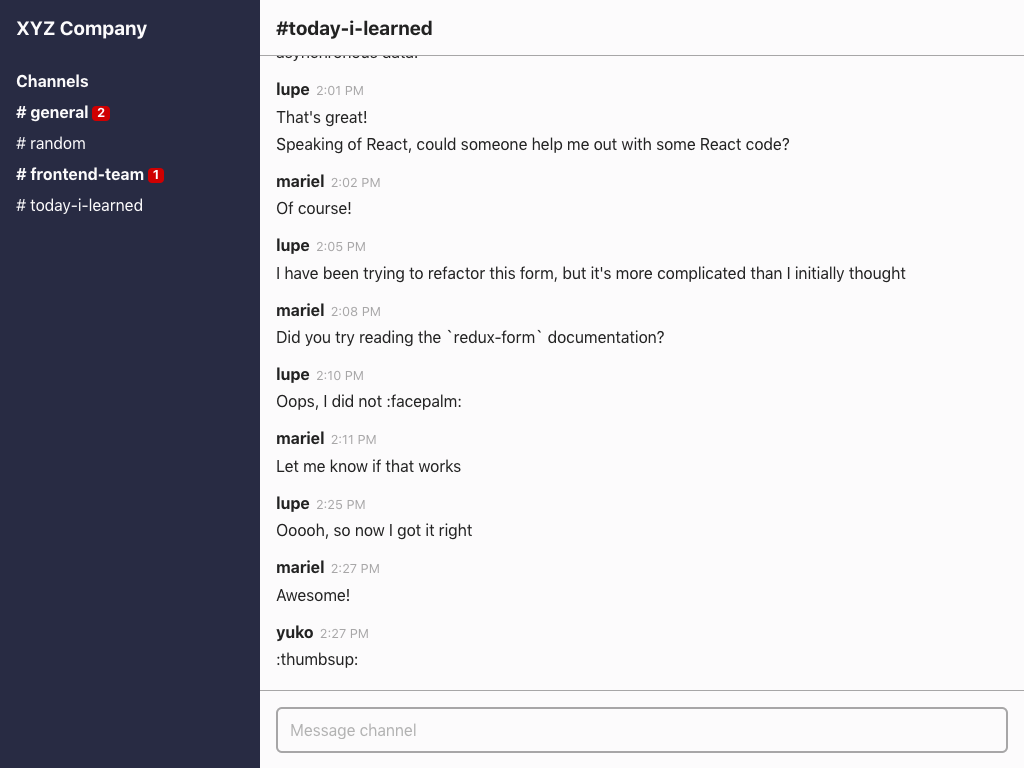 XYZ Company
Channels
# general 2
# random
# frontend-team 1
# today-i-learned
#today-i-learned
asynchronous data!
lupe 2:01 PM
That's great!
Speaking of React, could someone help me out with some React code?
mariel 2:02 PM
Of course!
lupe 2:05 PM
I have been trying to refactor this form, but it's more complicated than I initially thought
mariel 2:08 PM
Did you try reading the `redux-form` documentation?
lupe 2:10 PM
Oops, I did not :facepalm:
mariel 2:11 PM
Let me know if that works
lupe 2:25 PM
Ooooh, so now I got it right
mariel 2:27 PM
Awesome!
yuko 2:27 PM
:thumbsup:
Message channel